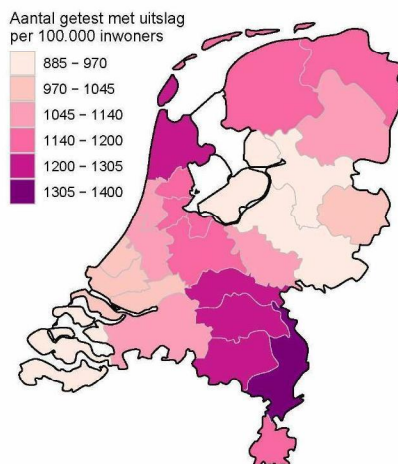 Aantal getest met uitslag
per 100.000 inwoners
885 – 970
970 – 1045
1045 – 1140
1140 – 1200
1200 – 1305
1305 – 1400